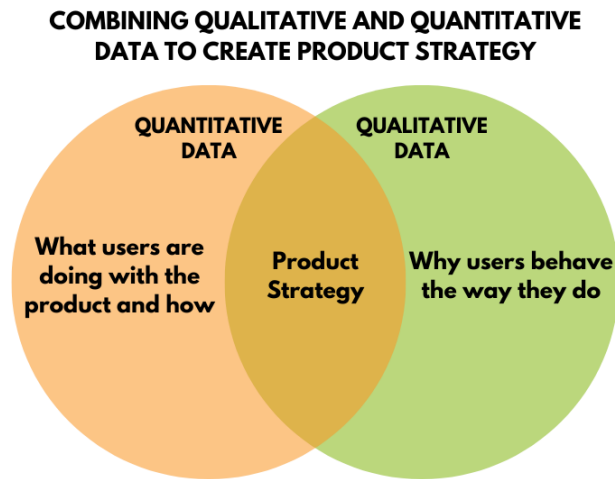 COMBINING QUALITATIVE AND QUANTITATIVE
DATA TO CREATE PRODUCT STRATEGY
QUANTITATIVE
DATA
QUALITATIVE
DATA
What users are
doing with the
product and how
Product
Strategy
Why users behave
the way they do